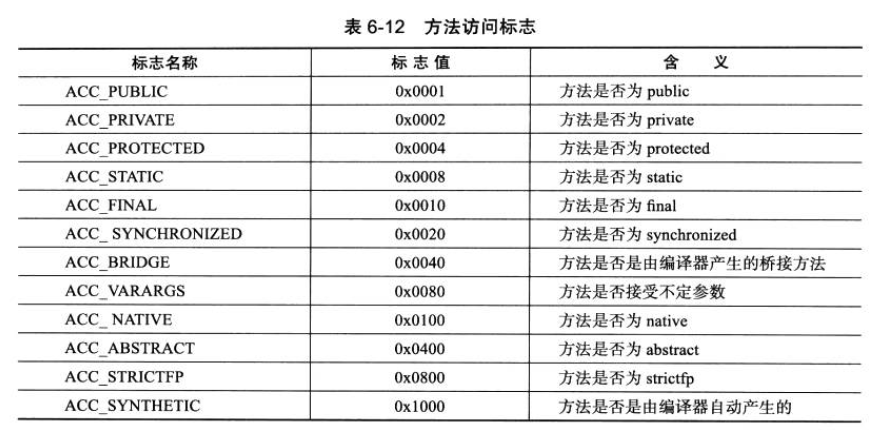 表 6-12 方法访问标志
标志名称 标 志 值 含 义
ACC_PUBLIC 0x0001 方法是否为 public
ACC_PRIVATE 0x0002 方法是否为 private
ACC_PROTECTED 0x0004 方法是否为 protected
ACC_STATIC 0x0008 方法是否为 static
ACC_FINAL 0x0010 方法是否为 final
ACC_ SYNCHRONIZED 0x0020 方法是否为 synchronized
ACC_BRIDGE 0x0040 方法是否是由编译器产生的桥接方法
ACC_VARARGS 0x0080 方法是否接受不定参数
ACC_ NATIVE 0x0100 方法是否为 native
ACC_ABSTRACT 0x0400 方法是否为 abstract
ACC_STRICTFP 0x0800 方法是否为 strictfp
ACC_SYNTHETIC 0x1000 方法是否是由编译器自动产生的